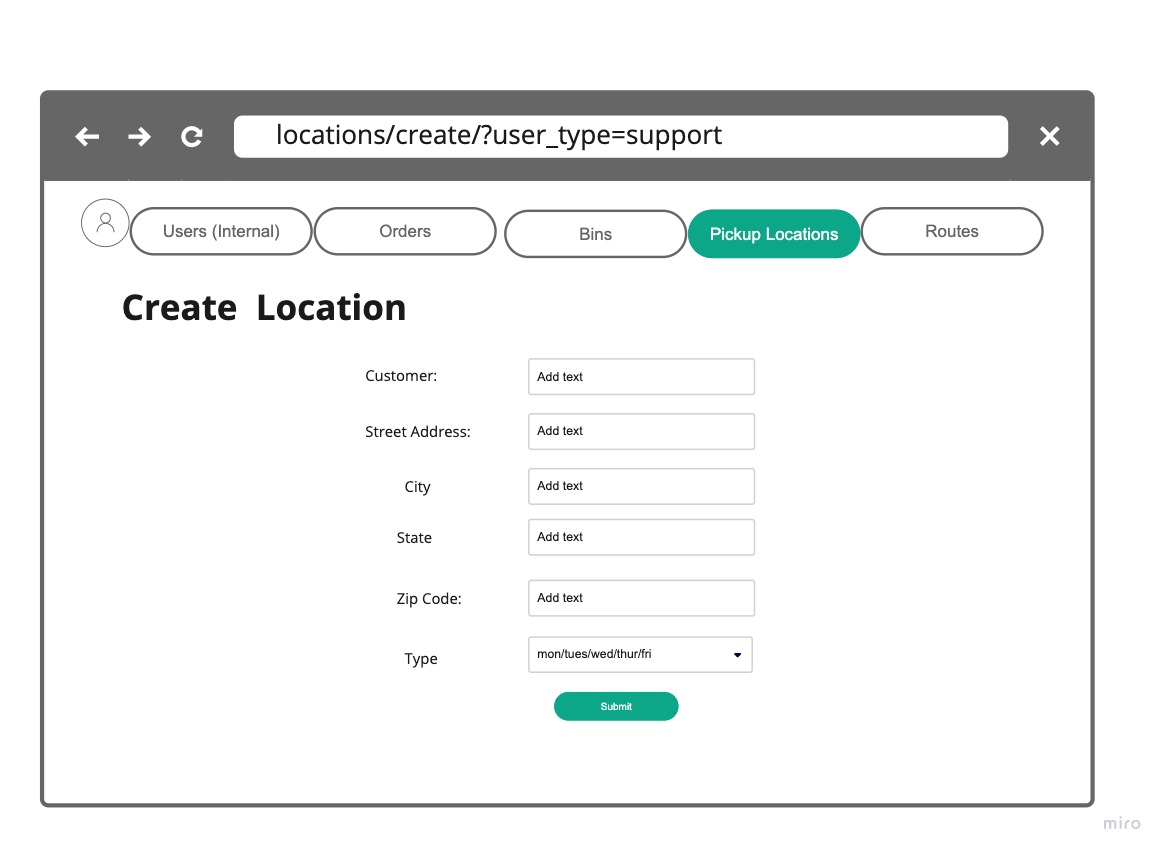 locations/create/?user_type=support
Users (Internal)
Orders
Bins
Pickup Locations
Routes
Create Location
Customer:
Add text
Street Address:
Add text
City
Add text
State
Add text
Zip Code:
Add text
Type
mon/tues/wed/thur/fri
Submit
miro